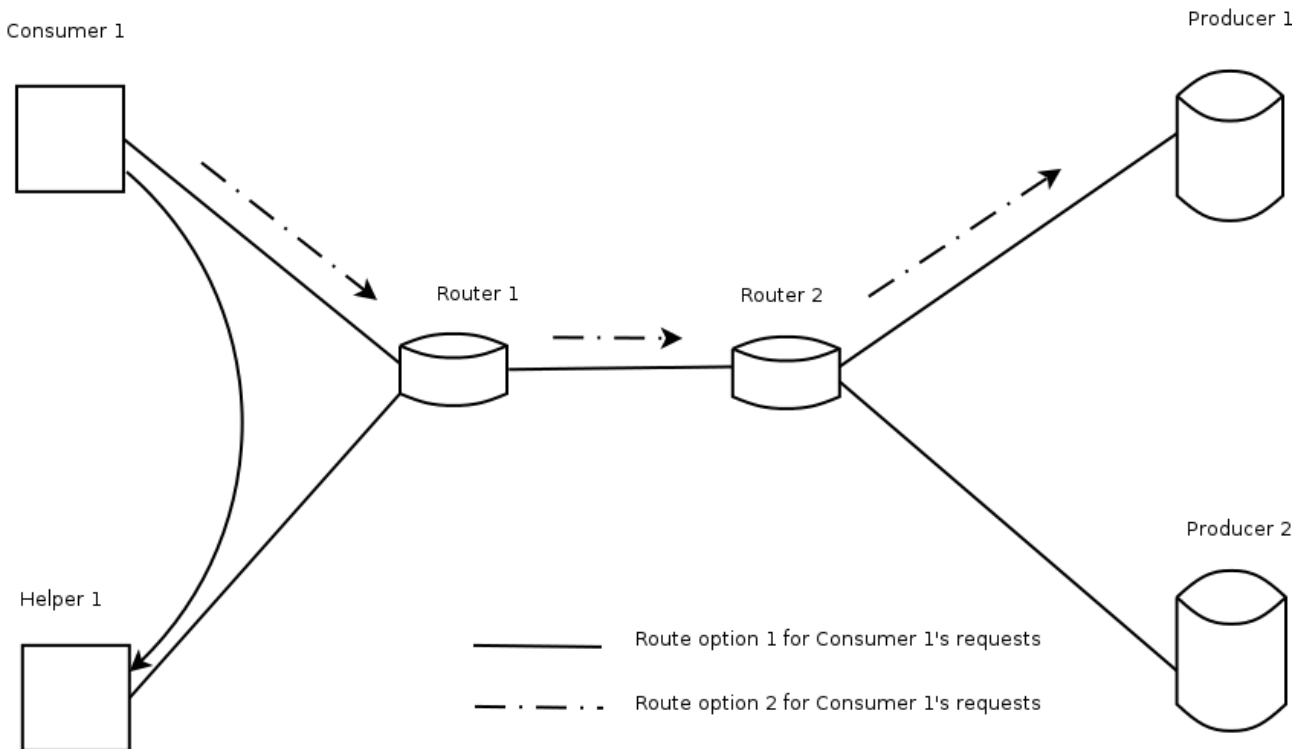 Producer 1
Consumer 1
Router 1
Router 2
Producer 2
Helper 1
Route option 1 for Consumer 1's requests
Route option 2 for Consumer 1's requests